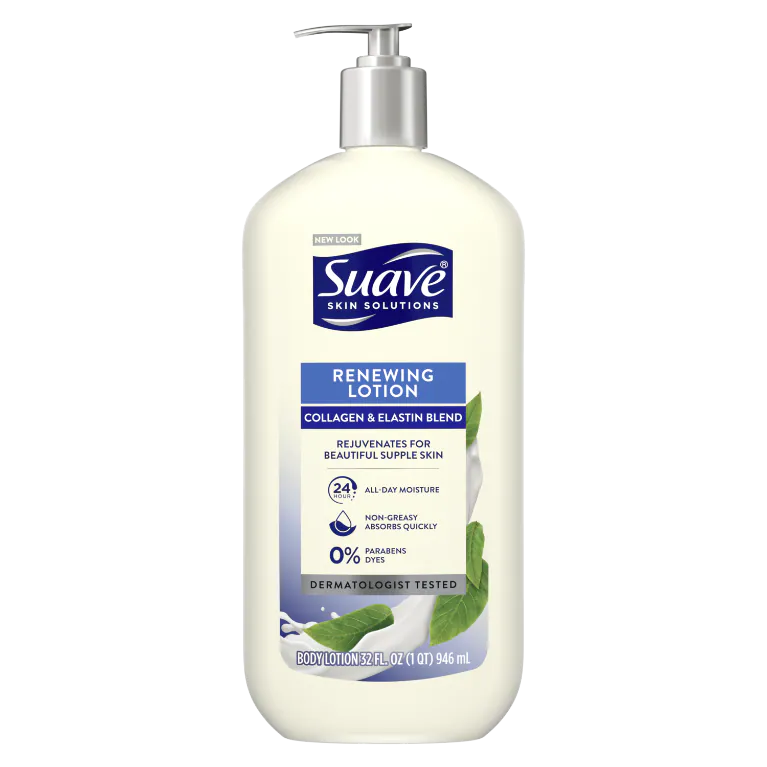 NEW LOOK
Suave®
SKIN SOLUTIONS
RENEWING
LOTION
COLLAGEN & ELASTIN BLEND
REJUVENATES FOR
BEAUTIFUL SUPPLE SKIN
24
HOUR
ALL-DAY MOISTURE
NON-GREASY
ABSORBS QUICKLY
0%
PARABENS
DYES
DERMATOLOGIST TESTED
BODY LOTION 32 FL. OZ (1 QT) 946 mL